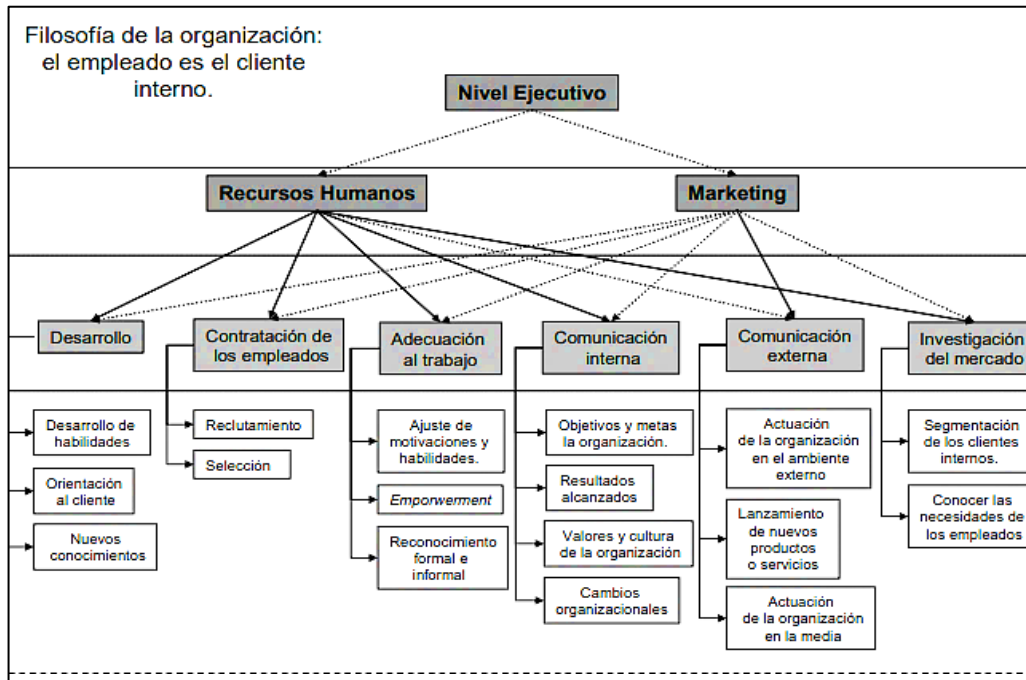 Filosofía de la organización:
el empleado es el cliente
interno.
Nivel Ejecutivo
Recursos Humanos
Marketing
Desarrollo
Contratación de
los empleados
Adecuación
al trabajo
Comunicación
interna
Comunicación
externa
Investigación
del mercado
Desarrollo de
habilidades
Orientación
al cliente
Nuevos
conocimientos
Reclutamiento
Selección
Ajuste de
motivaciones y
habilidades.
Emporwerment
Reconocimiento
formal e
informal
Objetivos y metas
la organización.
Resultados
alcanzados
Valores y cultura
de la organización
Cambios
organizacionales
Actuación
de la organización
en el ambiente
externo
Lanzamiento
de nuevos
productos
o servicios
Actuación
de la organización
en la media
Segmentación
de los clientes
internos.
Conocer las
necesidades de
los empleados